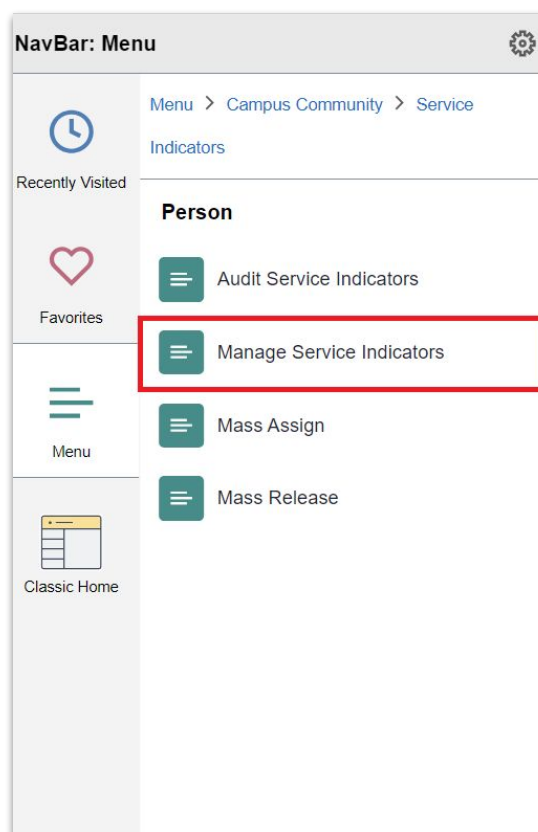 NavBar: Menu
Recently Visited
Favorites
Menu
Classic Home
Menu > Campus Community > Service
Indicators
Person
Audit Service Indicators
Manage Service Indicators
Mass Assign
Mass Release